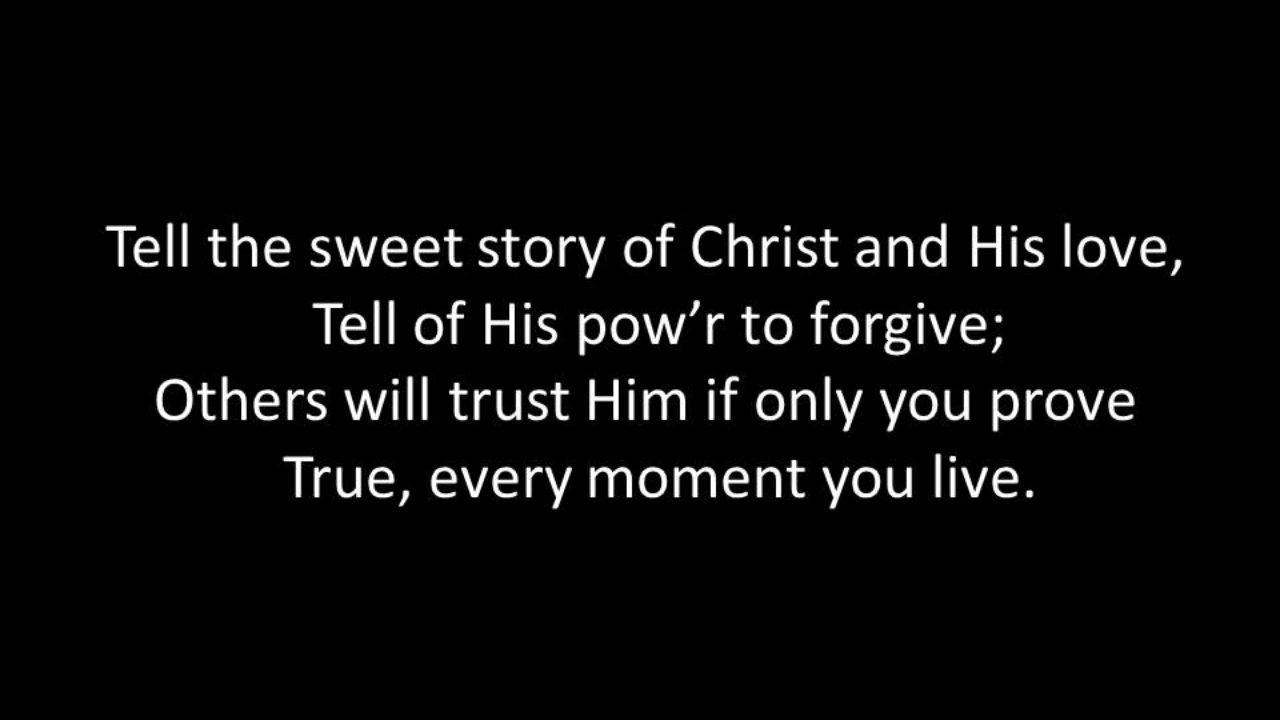 Tell the sweet story of Christ and His love,
Tell of His pow’r to forgive;
Others will trust Him if only you prove
True, every moment you live.